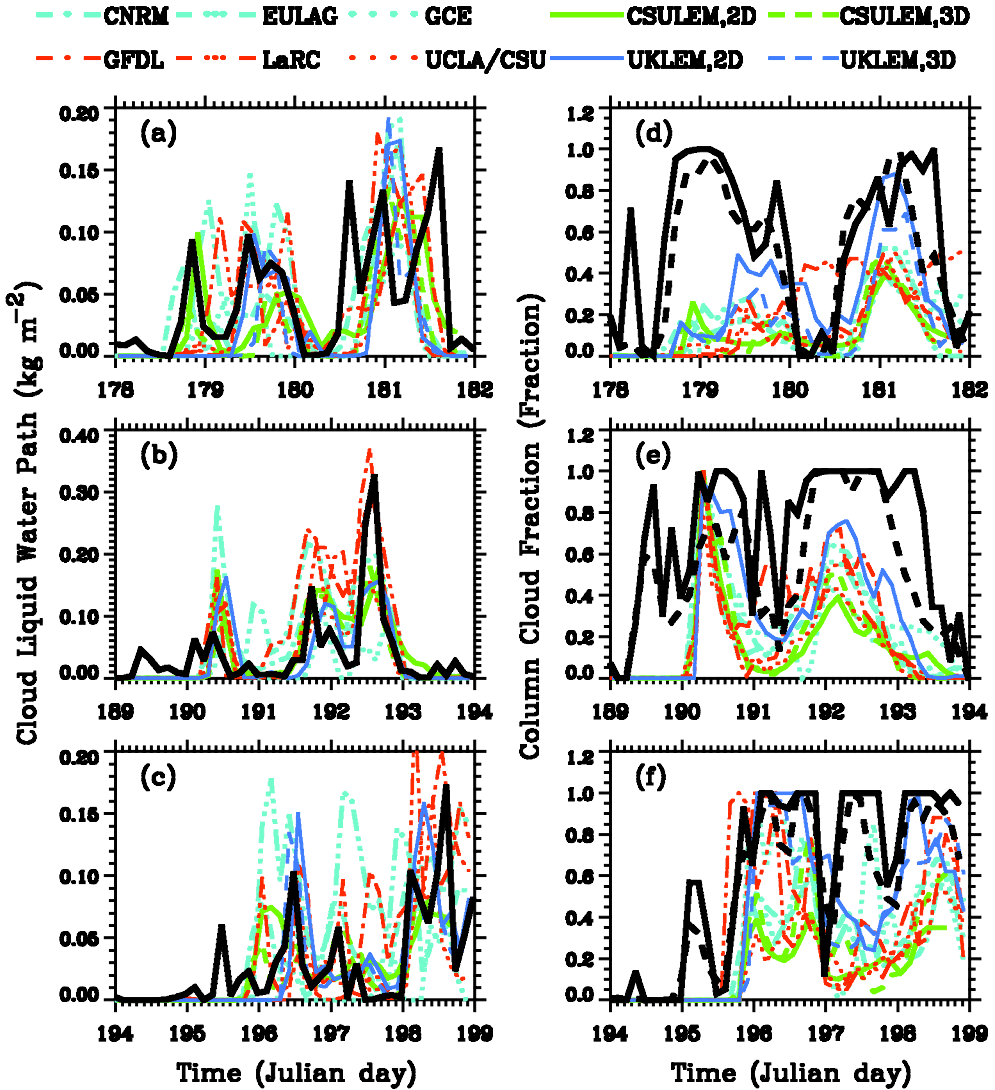 CNRM EULAG GCE CSULEM,2D CSULEM,3D
GFDL LaRC UCLA/CSU UKLEM,2D UKLEM,3D
Cloud Liquid Water Path (kg m⁻²)
(a)
0.20
0.15
0.10
0.05
0.00
178 179 180 181 182
(b)
0.40
0.30
0.20
0.10
0.00
189 190 191 192 193 194
(c)
0.20
0.15
0.10
0.05
0.00
194 195 196 197 198 199
Time (Julian day)
Column Cloud Fraction (Fraction)
(d)
1.2
1.0
0.8
0.6
0.4
0.2
0.0
178 179 180 181 182
(e)
1.2
1.0
0.8
0.6
0.4
0.2
0.0
189 190 191 192 193 194
(f)
1.2
1.0
0.8
0.6
0.4
0.2
0.0
194 195 196 197 198 199
Time (Julian day)